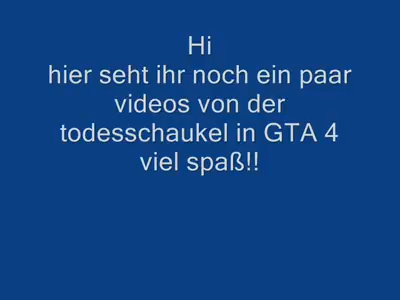 Hi
hier seht ihr noch ein paar
videos von der
todesschaukel in GTA 4
viel spaß!!